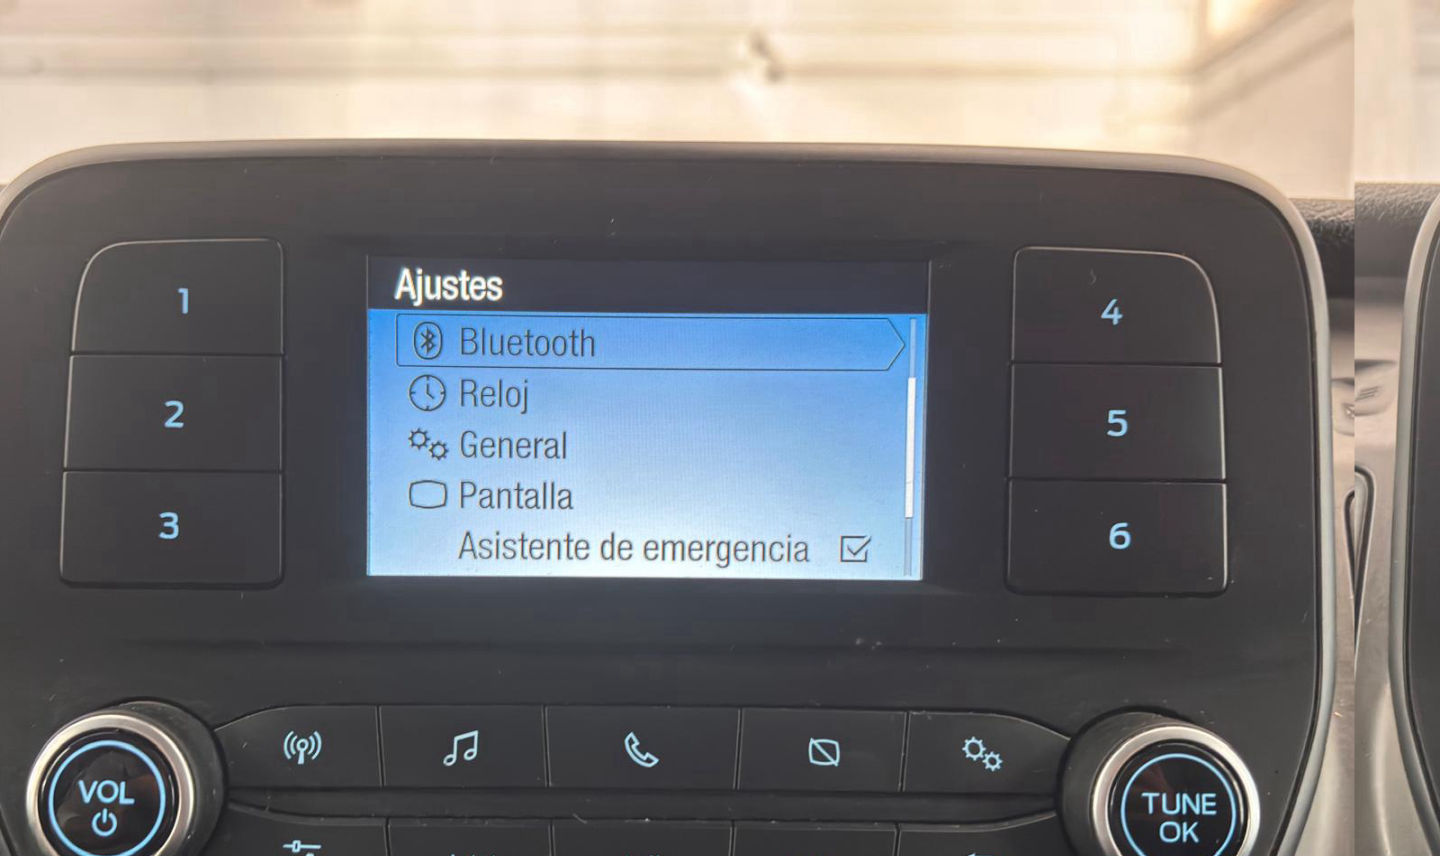 Ajustes
Bluetooth
Reloj
General
Pantalla
Asistente de emergencia
1
2
3
4
5
6
VOL
TUNE
OK